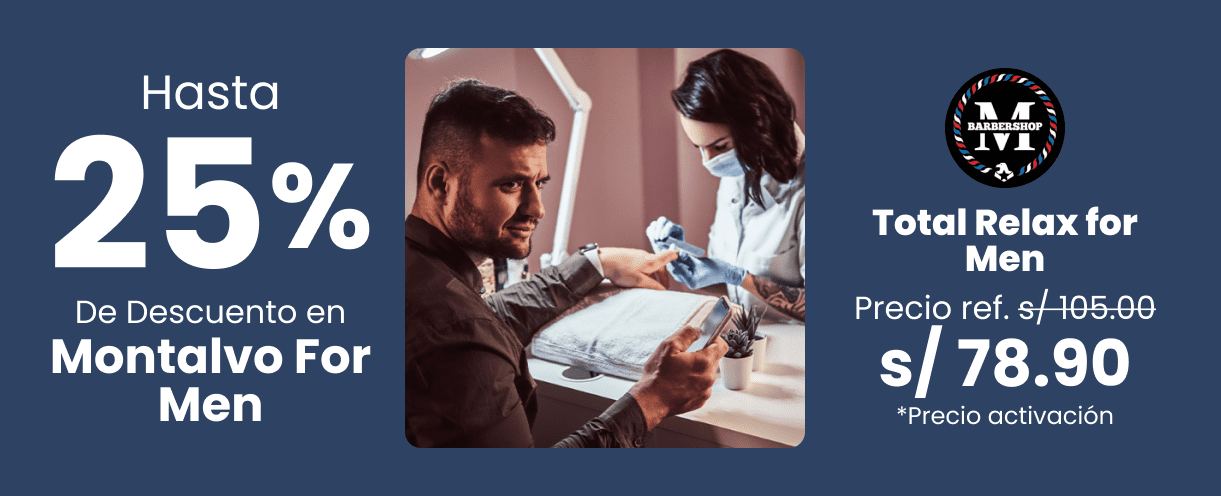 Hasta
25%
De Descuento en
Montalvo For
Men
M
BARBERSHOP
Total Relax for
Men
Precio ref. s/ 105.00
s/ 78.90
*Precio activación